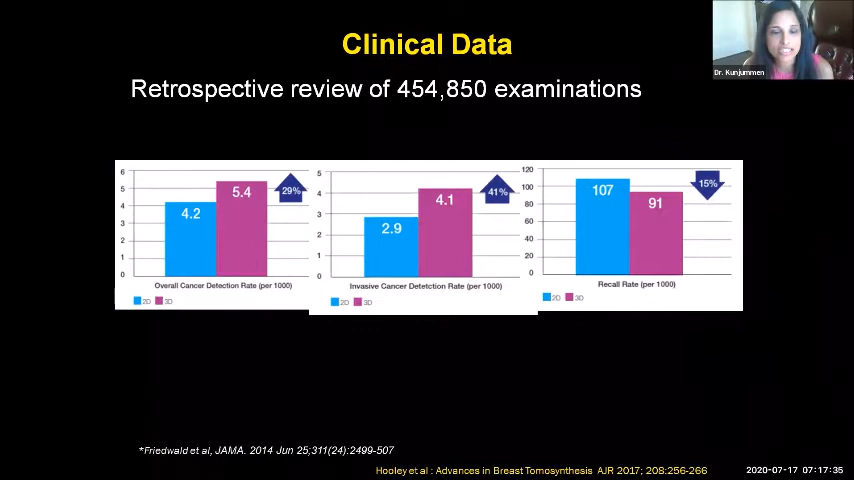 Clinical Data
Dr. Kunjummen
Retrospective review of 454,850 examinations
6
5
4
3
2
1
0
4.2
5.4
29%
Overall Cancer Detection Rate (per 1000)
2D 3D
5
4
3
2
1
0
2.9
4.1
41%
Invasive Cancer Detetction Rate (per 1000)
2D 3D
120
100
80
60
40
20
0
107
91
15%
Recall Rate (per 1000)
2D 3D
*Friedwald et al, JAMA. 2014 Jun 25;311(24):2499-507
Hooley et al : Advances in Breast Tomosynthesis AJR 2017; 208:256-266
2020-07-17 07:17:35